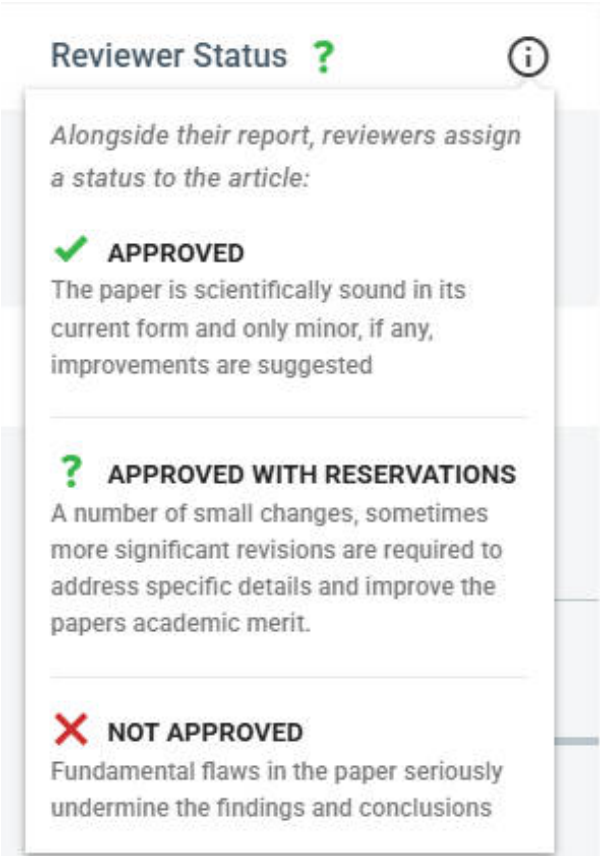 Reviewer Status ?
Alongside their report, reviewers assign
a status to the article:
APPROVED
The paper is scientifically sound in its
current form and only minor, if any,
improvements are suggested
? APPROVED WITH RESERVATIONS
A number of small changes, sometimes
more significant revisions are required to
address specific details and improve the
papers academic merit.
NOT APPROVED
Fundamental flaws in the paper seriously
undermine the findings and conclusions